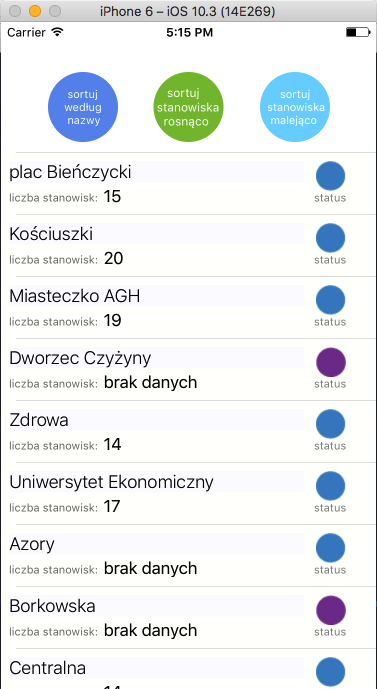 iPhone 6 – iOS 10.3 (14E269)
Carrier 5:15 PM
sortuj
według
nazwy
sortuj
stanowiska
rosnąco
sortuj
stanowiska
malejąco
plac Bieńczycki
liczba stanowisk: 15 status
Kościuszki
liczba stanowisk: 20 status
Miasteczko AGH
liczba stanowisk: 19 status
Dworzec Czyżyny
liczba stanowisk: brak danych status
Zdrowa
liczba stanowisk: 14 status
Uniwersytet Ekonomiczny
liczba stanowisk: 17 status
Azory
liczba stanowisk: brak danych status
Borkowska
liczba stanowisk: brak danych status
Centralna